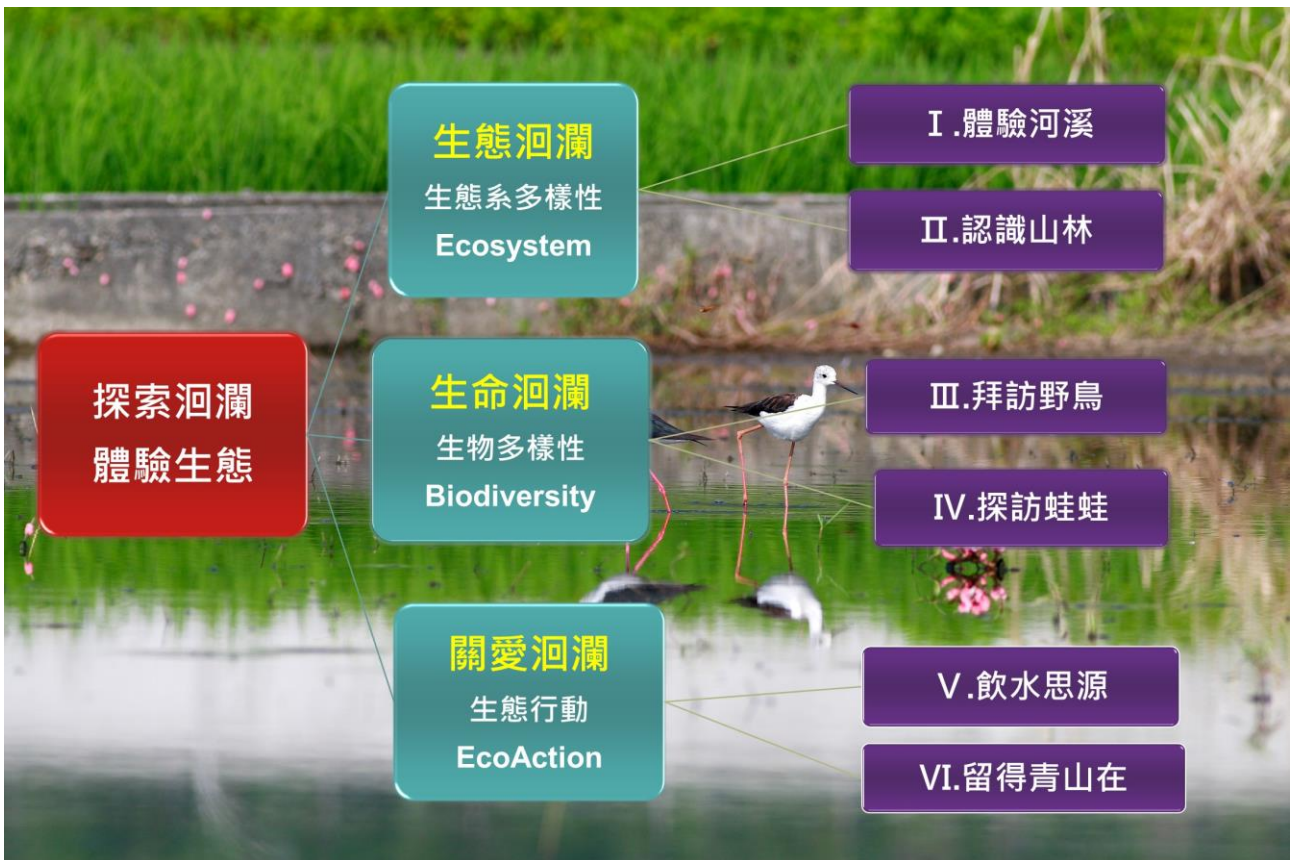 探索洄瀾
體驗生態
生態洄瀾
生態系多樣性
Ecosystem
Ⅰ.體驗河溪
Ⅱ.認識山林
生命洄瀾
生物多樣性
Biodiversity
Ⅲ.拜訪野鳥
Ⅳ.探訪蛙蛙
關愛洄瀾
生態行動
EcoAction
Ⅴ.飲水思源
Ⅵ.留得青山在